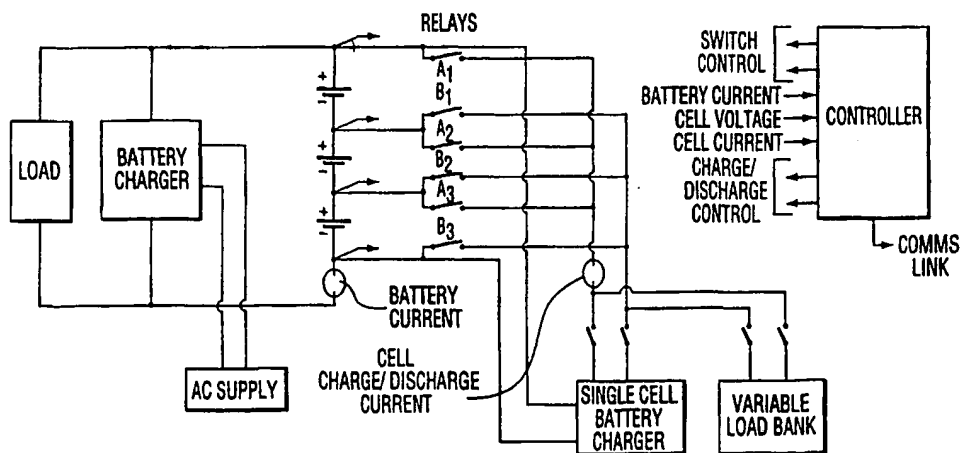 RELAYS
A1
B1
A2
B2
A3
B3
+
-
+
-
+
-
LOAD
BATTERY
CHARGER
AC SUPPLY
BATTERY
CURRENT
CELL
CHARGE/ DISCHARGE
CURRENT
SINGLE CELL
BATTERY
CHARGER
VARIABLE
LOAD BANK
SWITCH
CONTROL
BATTERY CURRENT
CELL VOLTAGE
CELL CURRENT
CHARGE/
DISCHARGE
CONTROL
CONTROLLER
COMMS
LINK